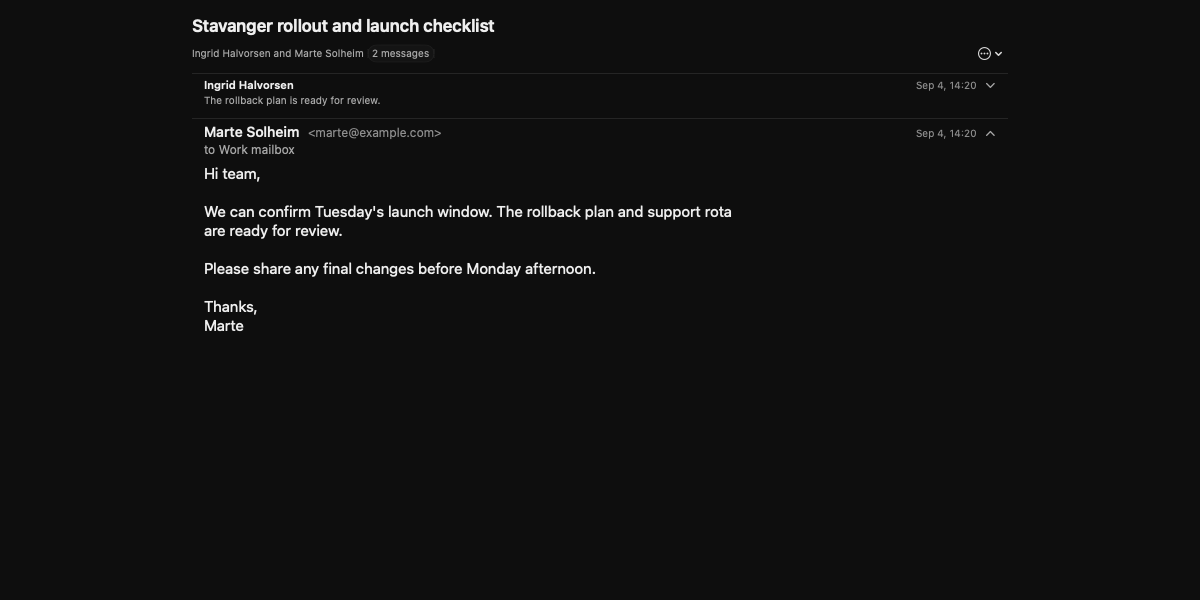 Stavanger rollout and launch checklist
Ingrid Halvorsen and Marte Solheim 2 messages
Ingrid Halvorsen Sep 4, 14:20
The rollback plan is ready for review.
Marte Solheim <marte@example.com> Sep 4, 14:20
to Work mailbox
Hi team,
We can confirm Tuesday's launch window. The rollback plan and support rota
are ready for review.
Please share any final changes before Monday afternoon.
Thanks,
Marte